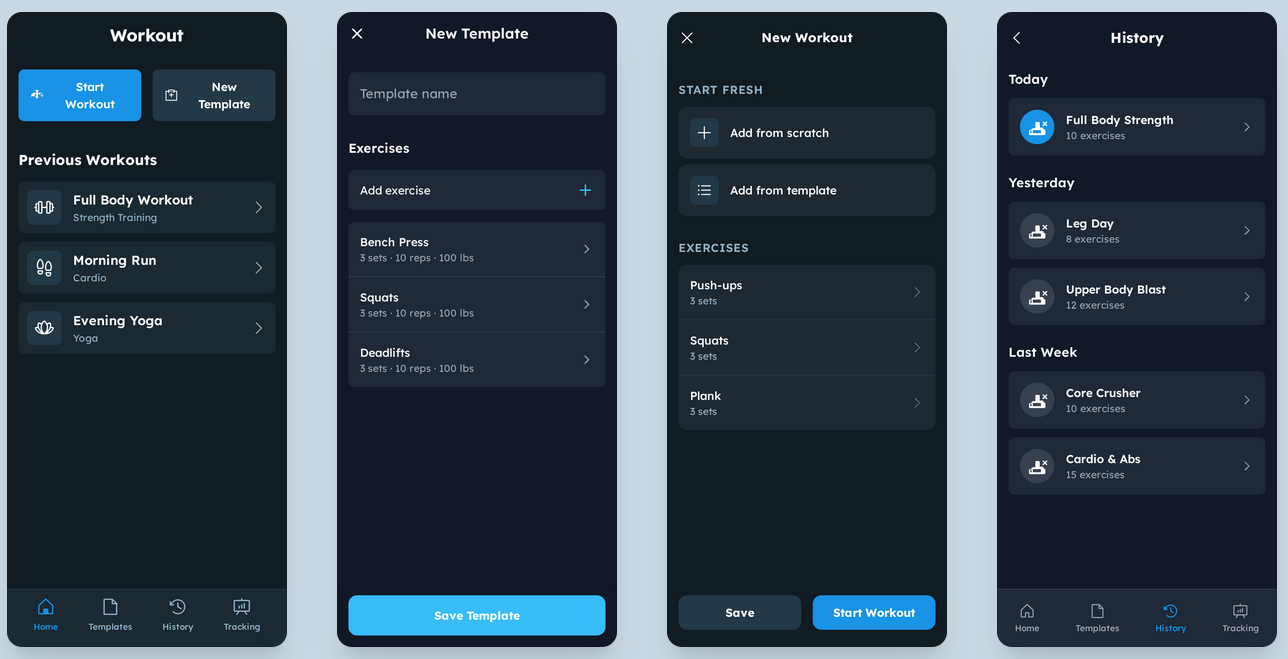 Workout
Start
Workout
New
Template
Previous Workouts
Full Body Workout
Strength Training
Morning Run
Cardio
Evening Yoga
Yoga
Home
Templates
History
Tracking
New Template
Template name
Exercises
Add exercise
Bench Press
3 sets · 10 reps · 100 lbs
Squats
3 sets · 10 reps · 100 lbs
Deadlifts
3 sets · 10 reps · 100 lbs
Save Template
New Workout
START FRESH
Add from scratch
Add from template
EXERCISES
Push-ups
3 sets
Squats
3 sets
Plank
3 sets
Save
Start Workout
History
Today
Full Body Strength
10 exercises
Yesterday
Leg Day
8 exercises
Upper Body Blast
12 exercises
Last Week
Core Crusher
10 exercises
Cardio & Abs
15 exercises
Home
Templates
History
Tracking